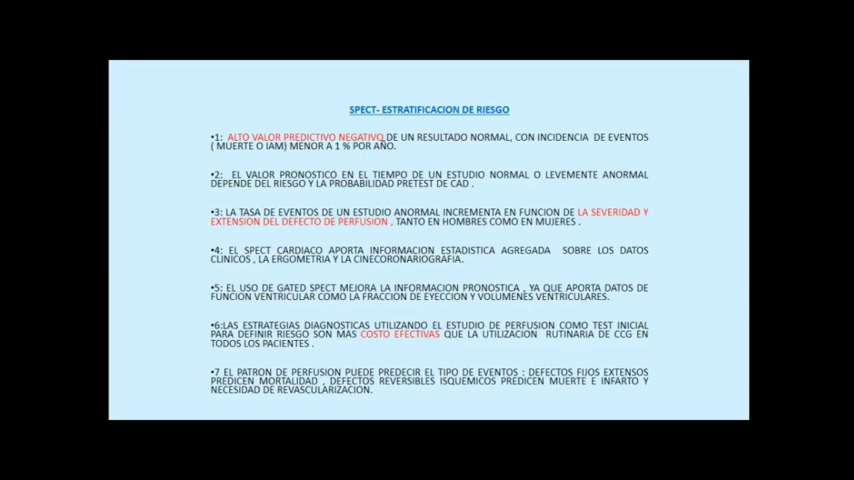 SPECT- ESTRATIFICACION DE RIESGO
•1: ALTO VALOR PREDICTIVO NEGATIVO DE UN RESULTADO NORMAL, CON INCIDENCIA DE EVENTOS
( MUERTE O IAM) MENOR A 1 % POR AÑO.
•2: EL VALOR PRONOSTICO EN EL TIEMPO DE UN ESTUDIO NORMAL O LEVEMENTE ANORMAL
DEPENDE DEL RIESGO Y LA PROBABILIDAD PRETEST DE CAD .
•3: LA TASA DE EVENTOS DE UN ESTUDIO ANORMAL INCREMENTA EN FUNCION DE LA SEVERIDAD Y
EXTENSION DEL DEFECTO DE PERFUSION , TANTO EN HOMBRES COMO EN MUJERES .
•4: EL SPECT CARDIACO APORTA INFORMACION ESTADISTICA AGREGADA SOBRE LOS DATOS
CLINICOS , LA ERGOMETRIA Y LA CINECORONARIOGRAFIA.
•5: EL USO DE GATED SPECT MEJORA LA INFORMACION PRONOSTICA , YA QUE APORTA DATOS DE
FUNCION VENTRICULAR COMO LA FRACCION DE EYECCION Y VOLUMENES VENTRICULARES.
•6:LAS ESTRATEGIAS DIAGNOSTICAS UTILIZANDO EL ESTUDIO DE PERFUSION COMO TEST INICIAL
PARA DEFINIR RIESGO SON MAS COSTO EFECTIVAS QUE LA UTILIZACION RUTINARIA DE CCG EN
TODOS LOS PACIENTES .
•7 EL PATRON DE PERFUSION PUEDE PREDECIR EL TIPO DE EVENTOS : DEFECTOS FIJOS EXTENSOS
PREDICEN MORTALIDAD , DEFECTOS REVERSIBLES ISQUEMICOS PREDICEN MUERTE E INFARTO Y
NECESIDAD DE REVASCULARIZACION.